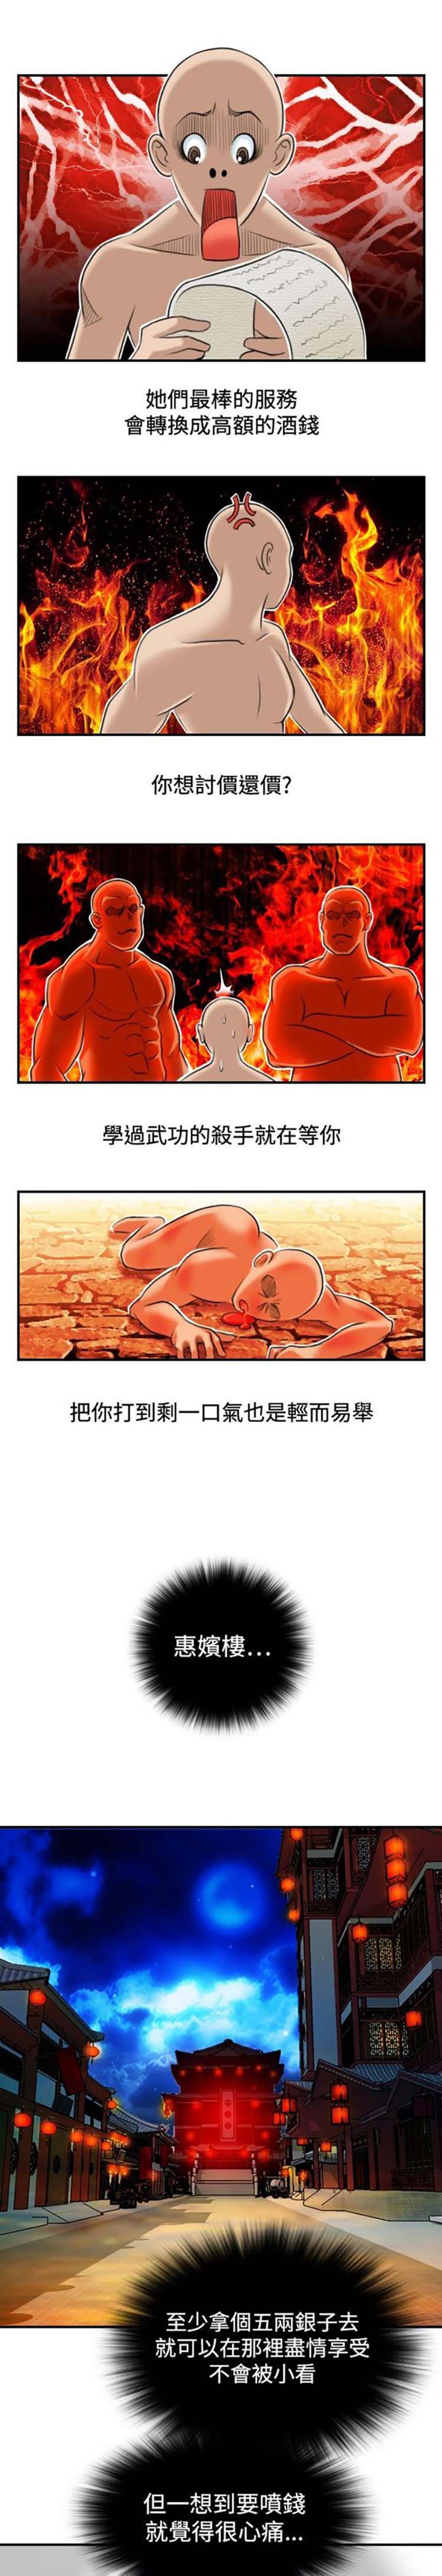 她們最棒的服務
會轉換成高額的酒錢
你想討價還價?
學過武功的殺手就在等你
把你打到剩一口氣也是輕而易舉
惠嬪樓...
至少拿個五兩銀子去
就可以在那裡盡情享受
不會被小看
但一想到要噴錢
就覺得很心痛...